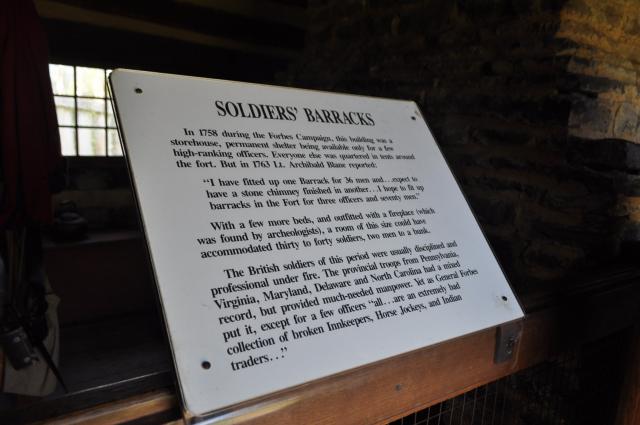 SOLDIERS' BARRACKS
In 1758 during the Forbes Campaign, this building was a
storehouse, permanent shelter being available only for a few
high-ranking officers. Everyone else was quartered in tents around
the fort. But in 1763 Lt. Archibald Blane reported:
"I have fitted up one Barrack for 36 men and...expect to
have a stone chimney finished in another...I hope to fit up
barracks in the Fort for three officers and seventy men."
With a few more beds, and outfitted with a fireplace (which
was found by archeologists), a room of this size could have
accommodated thirty to forty soldiers, two men to a bunk.
The British soldiers of this period were usually disciplined and
professional under fire. The provincial troops from Pennsylvania,
Virginia, Maryland, Delaware and North Carolina had a mixed
record, but provided much-needed manpower. Yet as General Forbes
put it, except for a few officers "all...are an extremely bad
collection of broken Innkeepers, Horse Jockeys, and Indian
traders..."